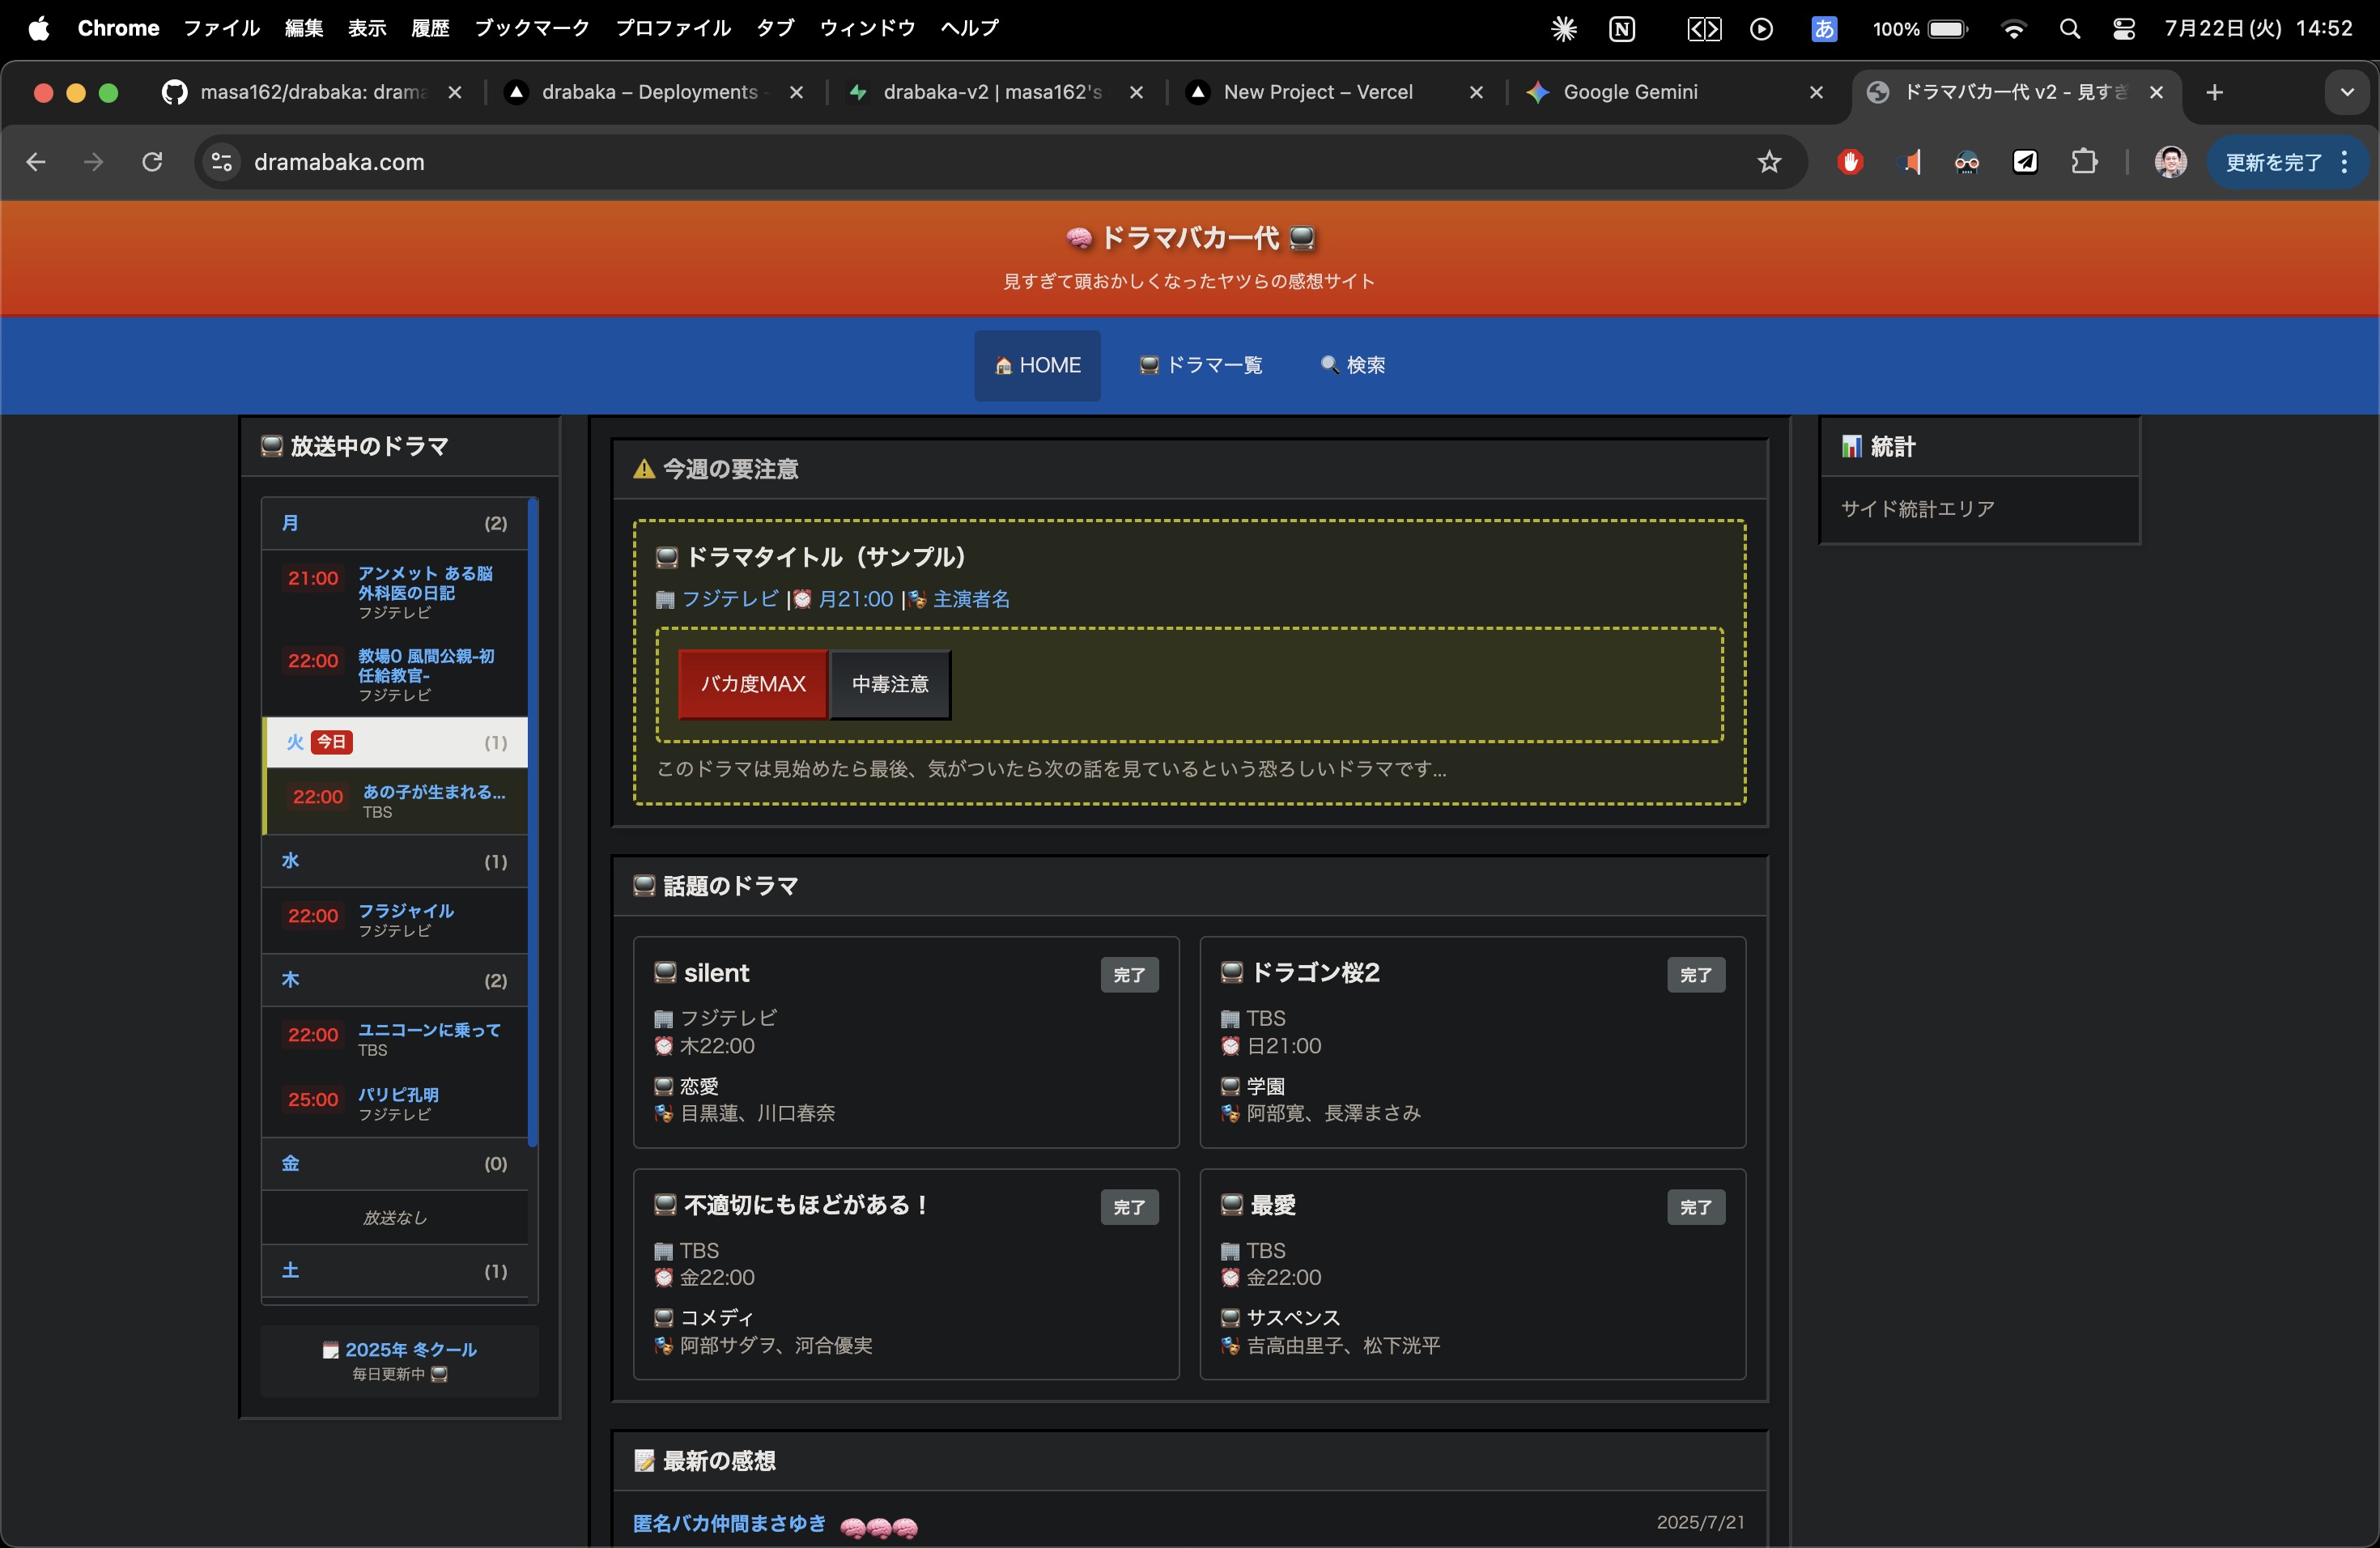 Chrome ファイル 編集 表示 履歴 ブックマーク プロファイル タブ ウィンドウ ヘルプ あ 100% 7月22日(火) 14:52
masa162/drabaka: drama drabaka – Deployments - drabaka-v2 | masa162's New Project – Vercel Google Gemini ドラマバカ一代 v2 - 見すぎ
dramabaka.com 更新を完了
ドラマバカ一代
見すぎて頭おかしくなったヤツらの感想サイト
HOME ドラマ一覧 検索
放送中のドラマ
月 (2)
21:00 アンメット ある脳
外科医の日記
フジテレビ
22:00 教場0 風間公親-初
任給教官-
フジテレビ
火 今日 (1)
22:00 あの子が生まれる...
TBS
水 (1)
22:00 フラジャイル
フジテレビ
木 (2)
22:00 ユニコーンに乗って
TBS
25:00 パリピ孔明
フジテレビ
金 (0)
放送なし
土 (1)
2025年 冬クール
毎日更新中
今週の要注意
ドラマタイトル（サンプル）
フジテレビ | 月21:00 | 主演者名
バカ度MAX 中毒注意
このドラマは見始めたら最後、気がついたら次の話を見ているという恐ろしいドラマです...
話題のドラマ
silent 完了
フジテレビ
木22:00
恋愛
目黒蓮、川口春奈
ドラゴン桜2 完了
TBS
日21:00
学園
阿部寛、長澤まさみ
不適切にもほどがある！ 完了
TBS
金22:00
コメディ
阿部サダヲ、河合優実
最愛 完了
TBS
金22:00
サスペンス
吉高由里子、松下洸平
最新の感想
匿名バカ仲間まさゆき 2025/7/21
統計
サイド統計エリア